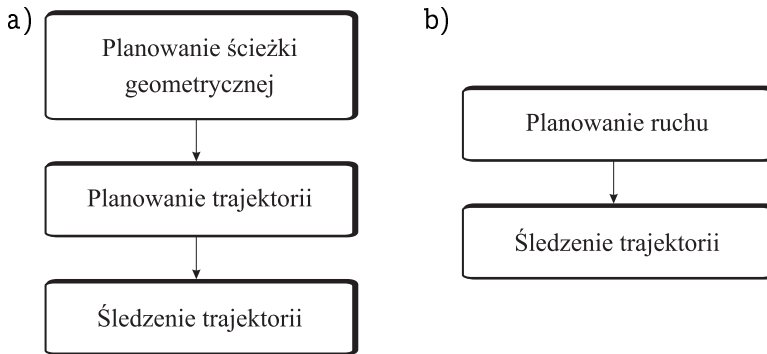 a)
Planowanie ścieżki
geometrycznej
Planowanie trajektorii
Śledzenie trajektorii
b)
Planowanie ruchu
Śledzenie trajektorii